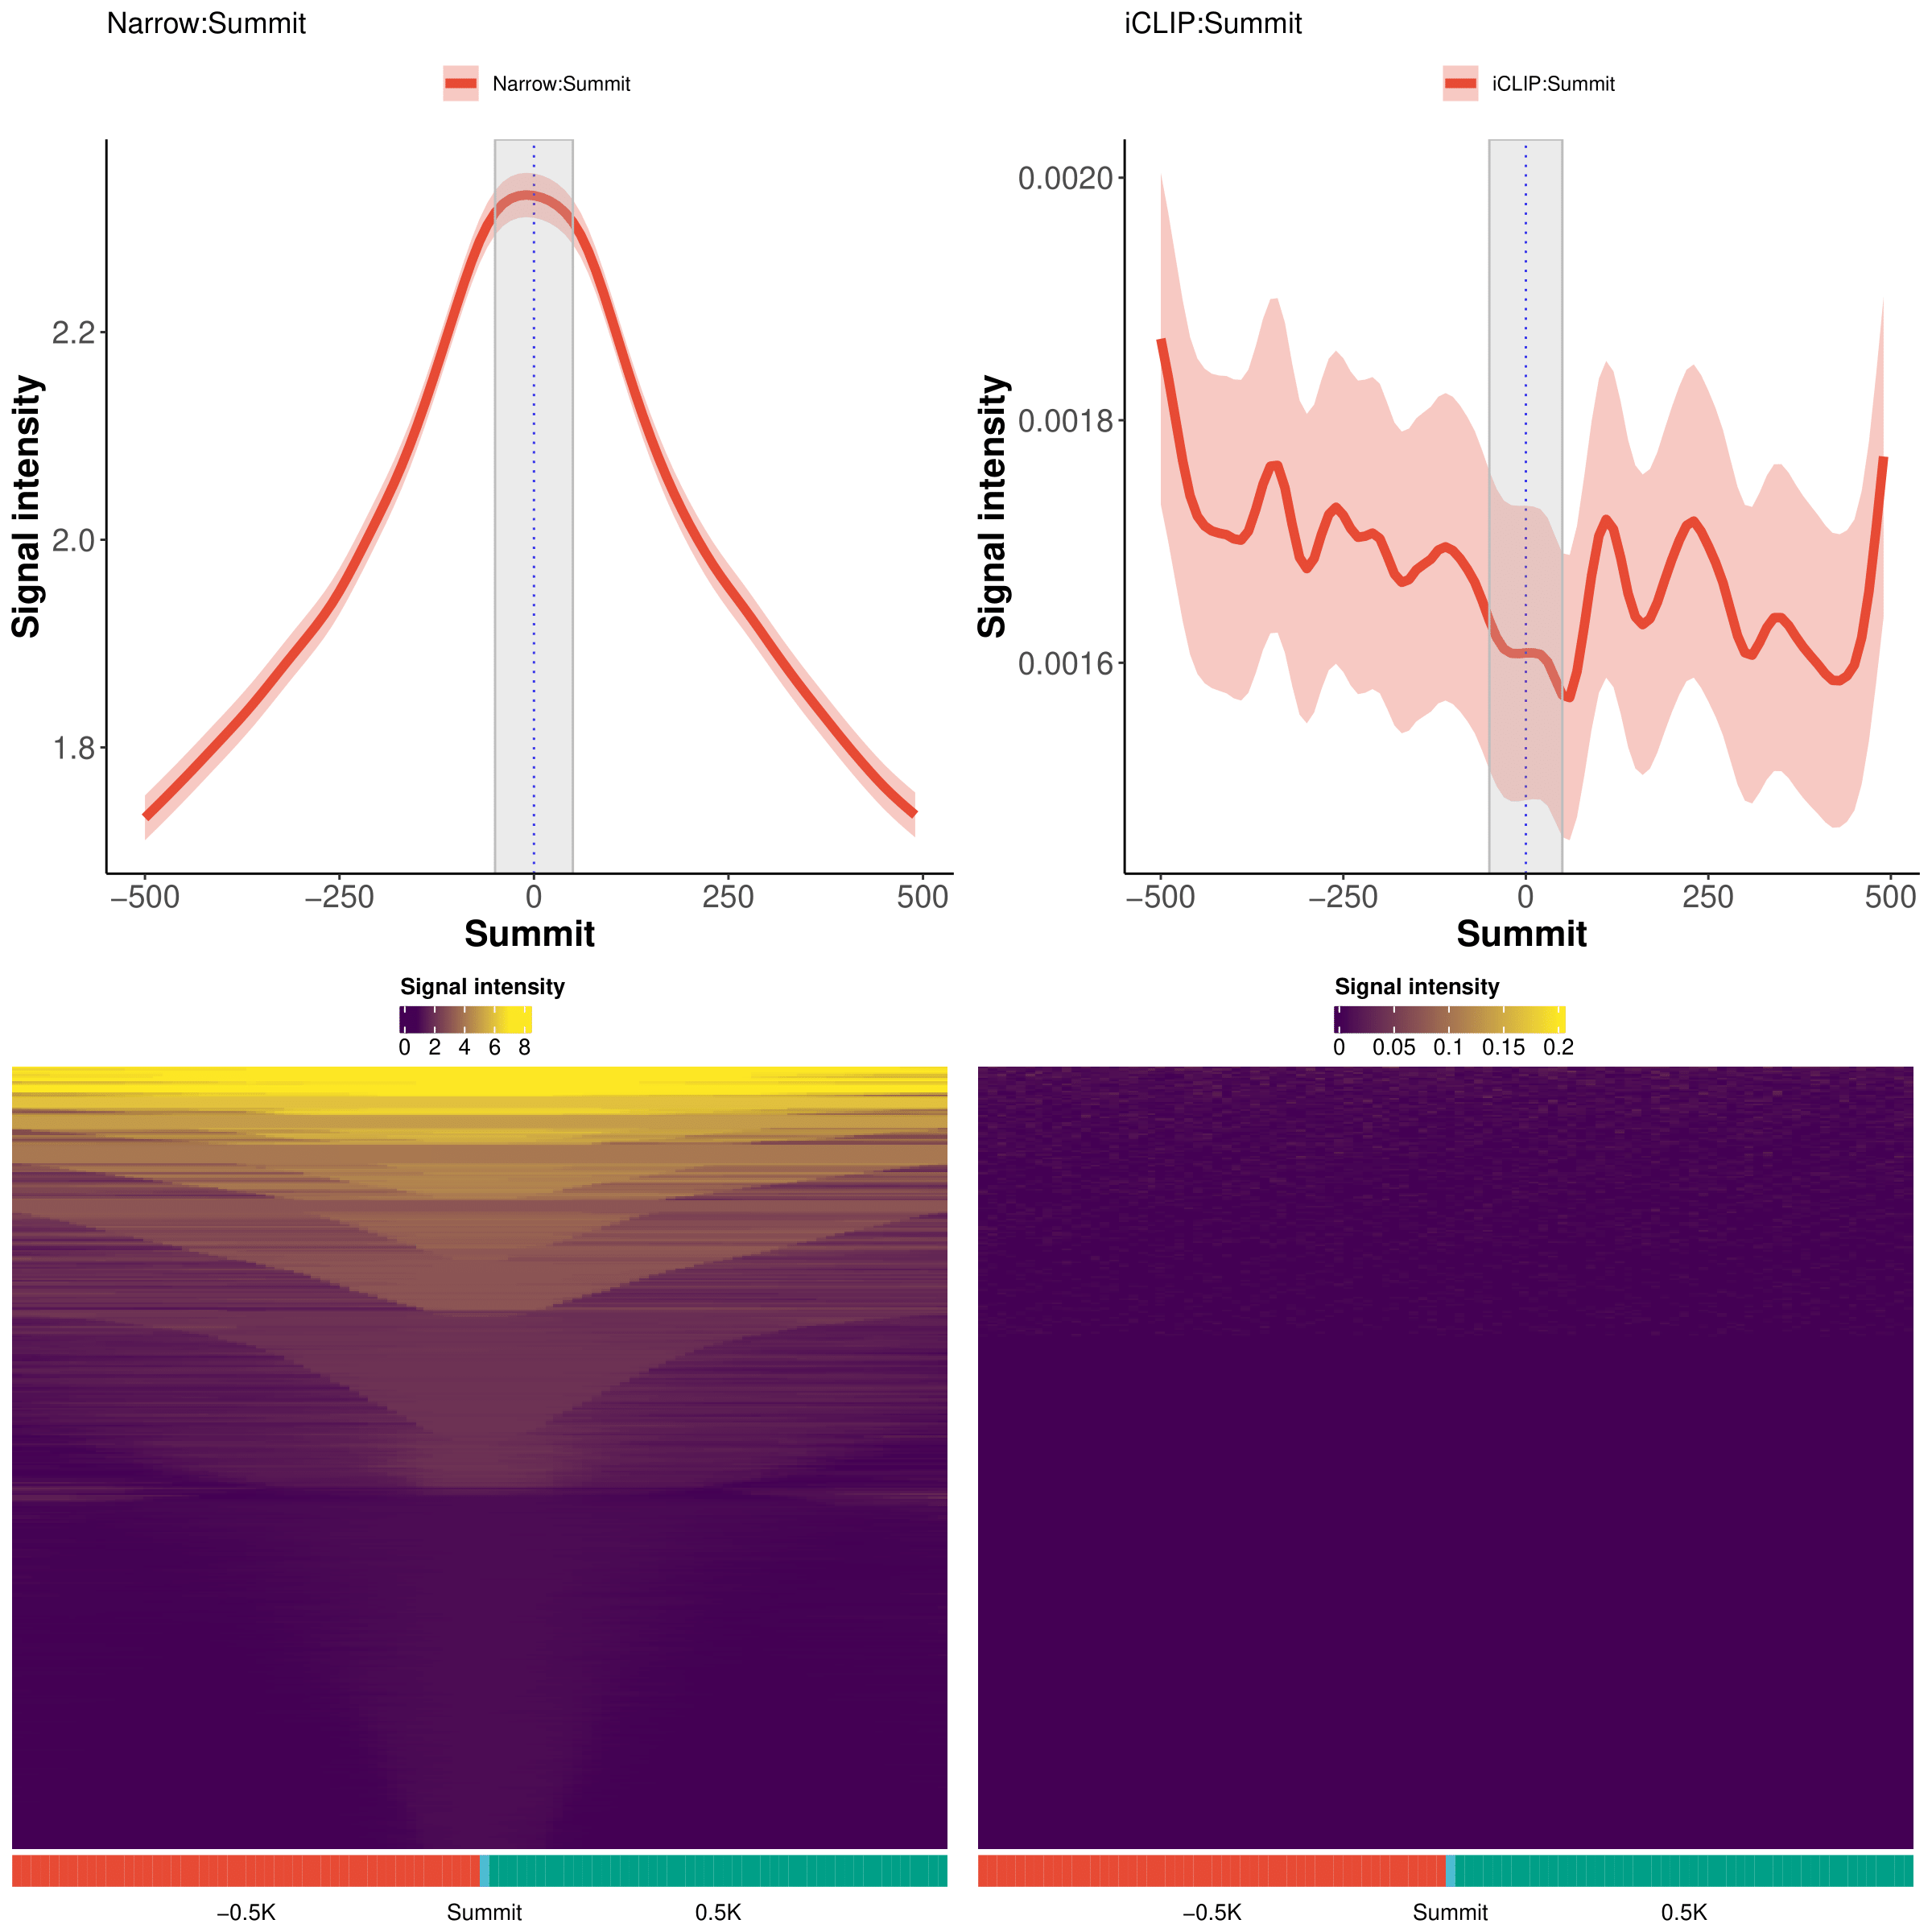 Narrow:Summit
Narrow:Summit
Signal intensity
2.2
2.0
1.8
−500 −250 0 250 500
Summit
iCLIP:Summit
iCLIP:Summit
Signal intensity
0.0020
0.0018
0.0016
−500 −250 0 250 500
Summit
Signal intensity
0 2 4 6 8
−0.5K Summit 0.5K
Signal intensity
0 0.05 0.1 0.15 0.2
−0.5K Summit 0.5K